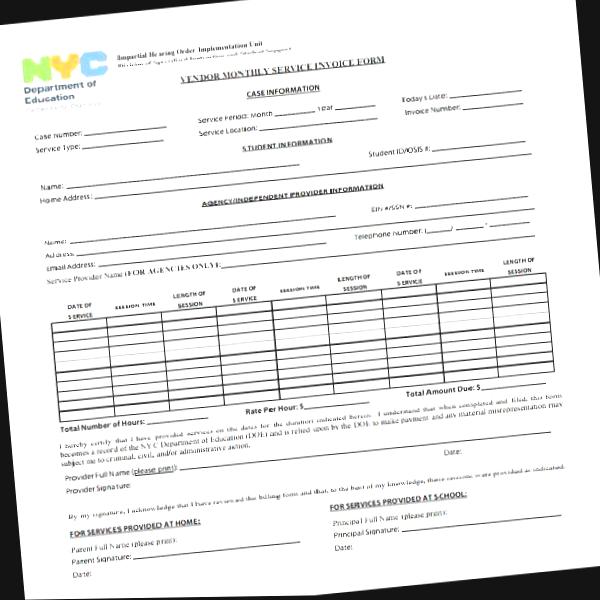 NYC
Department of
Education
Impartial Hearing Order Implementation Unit
VENDOR MONTHLY SERVICE INVOICE FORM
CASE INFORMATION
Case Number: Service Period: Month Year Today's Date:
Service Type: Service Location: Invoice Number:
STUDENT INFORMATION
Name: Student ID/OSIS #:
Home Address:
AGENCY/INDEPENDENT PROVIDER INFORMATION
Name: EIN #/SSN #:
Address:
Email Address: Telephone Number: (____/ ____ - ____
Service Provider Name (FOR AGENCIES ONLY):
DATE OF SERVICE SESSION TIME LENGTH OF SESSION DATE OF SERVICE SESSION TIME LENGTH OF SESSION DATE OF SERVICE SESSION TIME LENGTH OF SESSION
Total Number of Hours: Rate Per Hour: $ Total Amount Due: $
I hereby certify that I have provided services on the dates for the duration indicated herein. I understand that when completed and filed, this form
becomes a record of the NYC Department of Education (DOE) and is relied upon by the DOE to make payment and any material misrepresentation may
subject me to criminal, civil, and/or administrative action.
Provider Full Name (please print):
Provider Signature: Date:
By my signature, I acknowledge that I have reviewed the billing form and that, to the best of my knowledge, these sessions were provided as indicated.
FOR SERVICES PROVIDED AT HOME: FOR SERVICES PROVIDED AT SCHOOL:
Parent Full Name (please print): Principal Full Name (please print):
Parent Signature: Principal Signature:
Date: Date: